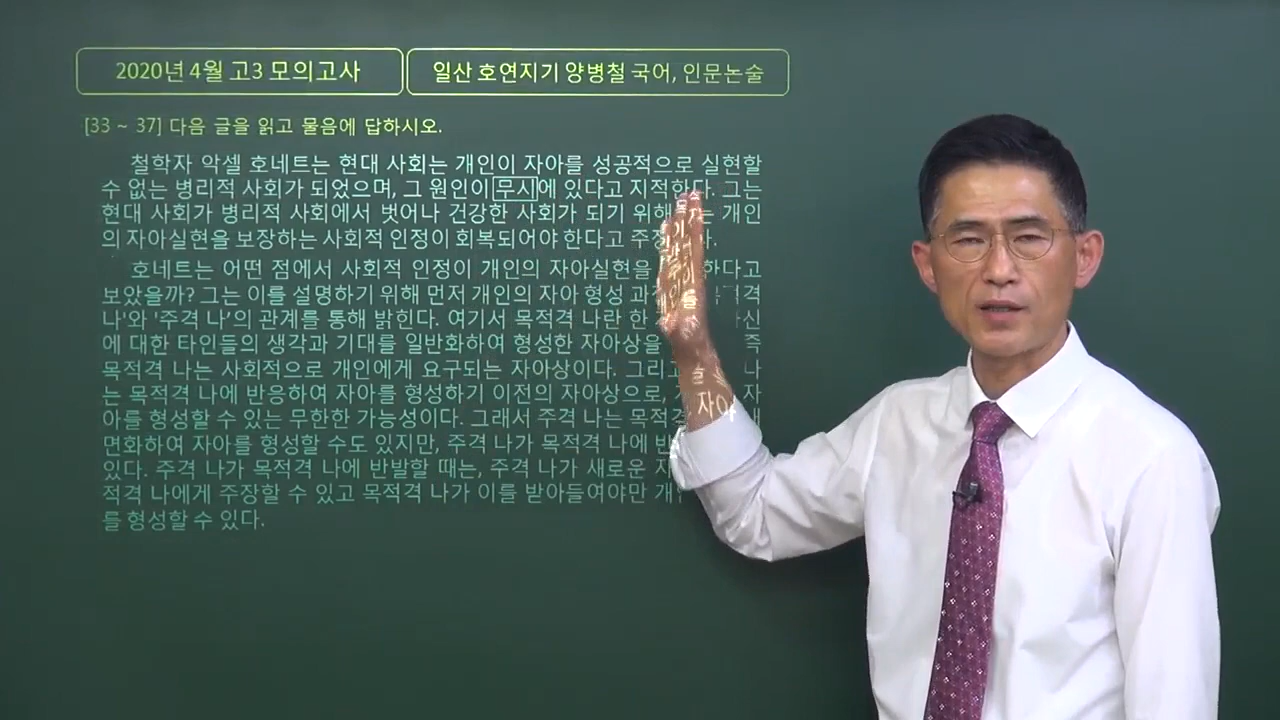 2020년 4월 고3 모의고사
일산 호연지기 양병철 국어, 인문논술
[33 ~ 37] 다음 글을 읽고 물음에 답하시오.
철학자 악셀 호네트는 현대 사회는 개인이 자아를 성공적으로 실현할
수 없는 병리적 사회가 되었으며, 그 원인이 무시에 있다고 지적한다. 그는
현대 사회가 병리적 사회에서 벗어나 건강한 사회가 되기 위해 개인
의 자아실현을 보장하는 사회적 인정이 회복되어야 한다고
호네트는 어떤 점에서 사회적 인정이 개인의 자아실현을 한다고
보았을까? 그는 이를 설명하기 위해 먼저 개인의 자아 형성
나'와 '주격 나'의 관계를 통해 밝힌다. 여기서 목적격 나란 한
에 대한 타인들의 생각과 기대를 일반화하여 형성한 자아상을 즉
목적격 나는 사회적으로 개인에게 요구되는 자아상이다. 나
는 목적격 나에 반응하여 자아를 형성하기 이전의 자아상으로, 자
아를 형성할 수 있는 무한한 가능성이다. 그래서 주격 나는
면화하여 자아를 형성할 수도 있지만, 주격 나가 목적격 나에
있다. 주격 나가 목적격 나에 반발할 때는, 주격 나가 새로운
적격 나에게 주장할 수 있고 목적격 나가 이를 받아들여야만
를 형성할 수 있다.